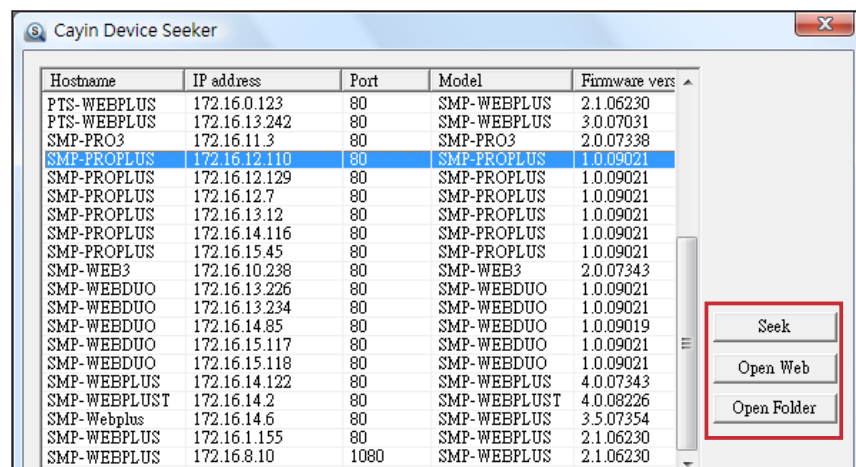 Cayin Device Seeker
Hostname IP address Port Model Firmware vers
PTS-WEBPLUS 172.16.0.123 80 SMP-WEBPLUS 2.1.06230
PTS-WEBPLUS 172.16.13.242 80 SMP-WEBPLUS 3.0.07031
SMP-PRO3 172.16.11.3 80 SMP-PRO3 2.0.07338
SMP-PROPLUS 172.16.12.110 80 SMP-PROPLUS 1.0.09021
SMP-PROPLUS 172.16.12.129 80 SMP-PROPLUS 1.0.09021
SMP-PROPLUS 172.16.12.7 80 SMP-PROPLUS 1.0.09021
SMP-PROPLUS 172.16.13.12 80 SMP-PROPLUS 1.0.09021
SMP-PROPLUS 172.16.14.116 80 SMP-PROPLUS 1.0.09021
SMP-PROPLUS 172.16.15.45 80 SMP-PROPLUS 1.0.09021
SMP-WEB3 172.16.10.238 80 SMP-WEB3 2.0.07343
SMP-WEBDUO 172.16.13.226 80 SMP-WEBDUO 1.0.09021
SMP-WEBDUO 172.16.13.234 80 SMP-WEBDUO 1.0.09021
SMP-WEBDUO 172.16.14.85 80 SMP-WEBDUO 1.0.09019
SMP-WEBDUO 172.16.15.117 80 SMP-WEBDUO 1.0.09021
SMP-WEBDUO 172.16.15.118 80 SMP-WEBDUO 1.0.09021
SMP-WEBPLUS 172.16.14.122 80 SMP-WEBPLUS 4.0.07343
SMP-WEBPLUST 172.16.14.2 80 SMP-WEBPLUST 4.0.08226
SMP-Webplus 172.16.14.6 80 SMP-WEBPLUS 3.5.07354
SMP-WEBPLUS 172.16.1.155 80 SMP-WEBPLUS 2.1.06230
SMP-WEBPLUS 172.16.8.10 1080 SMP-WEBPLUS 2.1.06230
Seek
Open Web
Open Folder